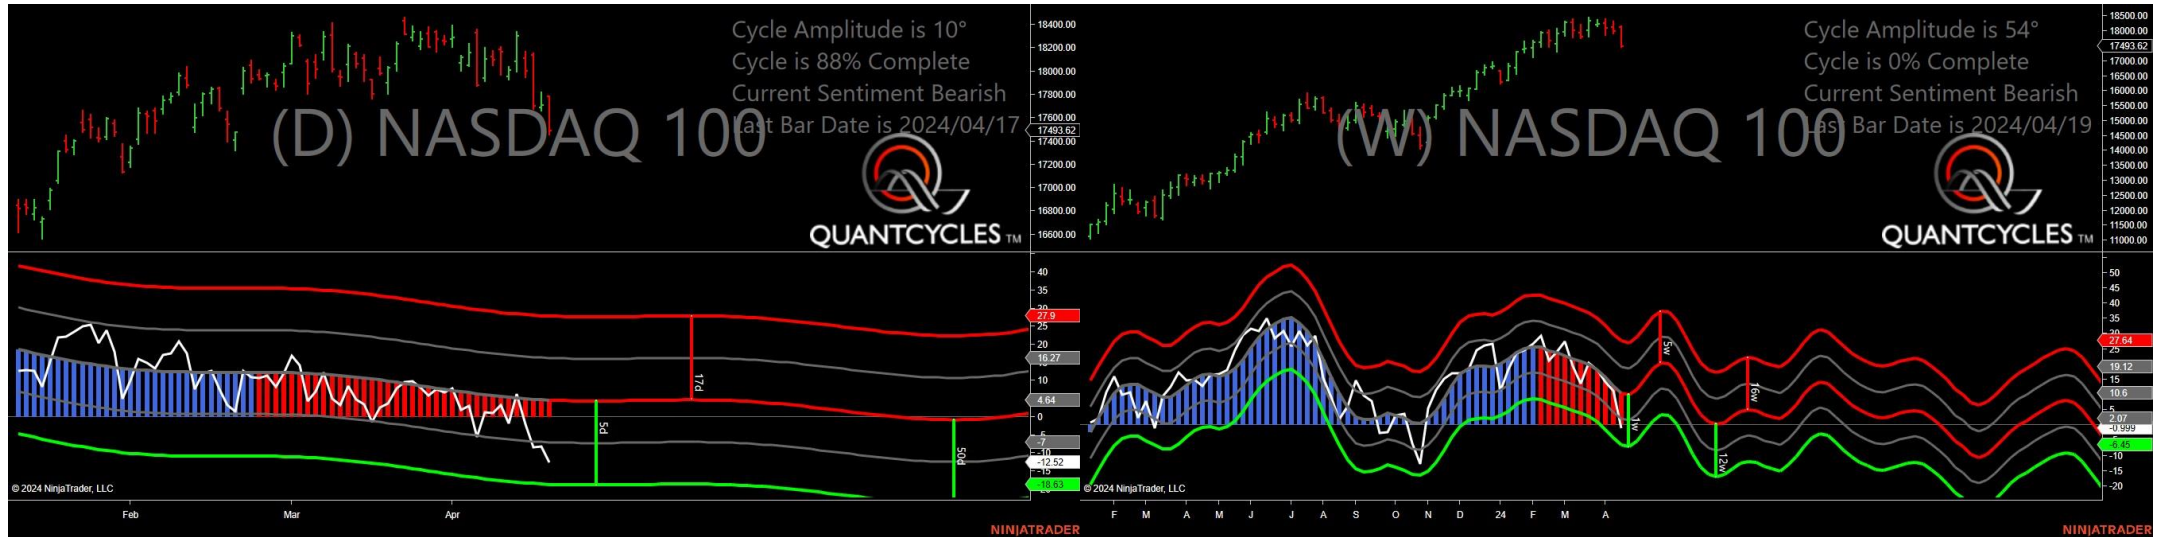 Cycle Amplitude is 10°
Cycle is 88% Complete
Current Sentiment Bearish
Last Bar Date is 2024/04/17
(D) NASDAQ 100
QUANTCYCLES TM
18400.00
18200.00
18000.00
17800.00
17600.00
17493.62
17400.00
17200.00
17000.00
16800.00
16600.00
40
35
27.9
25
20
16.27
10
4.64
0
-7
-10
-12.52
-15
-18.63
17d
5d
50d
© 2024 NinjaTrader, LLC
Feb Mar Apr
NINJATRADER
Cycle Amplitude is 54°
Cycle is 0% Complete
Current Sentiment Bearish
Last Bar Date is 2024/04/19
(W) NASDAQ 100
QUANTCYCLES TM
18500.00
18000.00
17493.62
17000.00
16500.00
16000.00
15500.00
15000.00
14500.00
14000.00
13500.00
13000.00
12500.00
12000.00
11500.00
11000.00
50
45
40
35
30
27.64
25
19.12
15
10.6
5
2.07
-0.999
-6.45
-10
-15
-20
5w
16w
1w
12w
© 2024 NinjaTrader, LLC
F M A M J J A S O N D 24 F M A
NINJATRADER